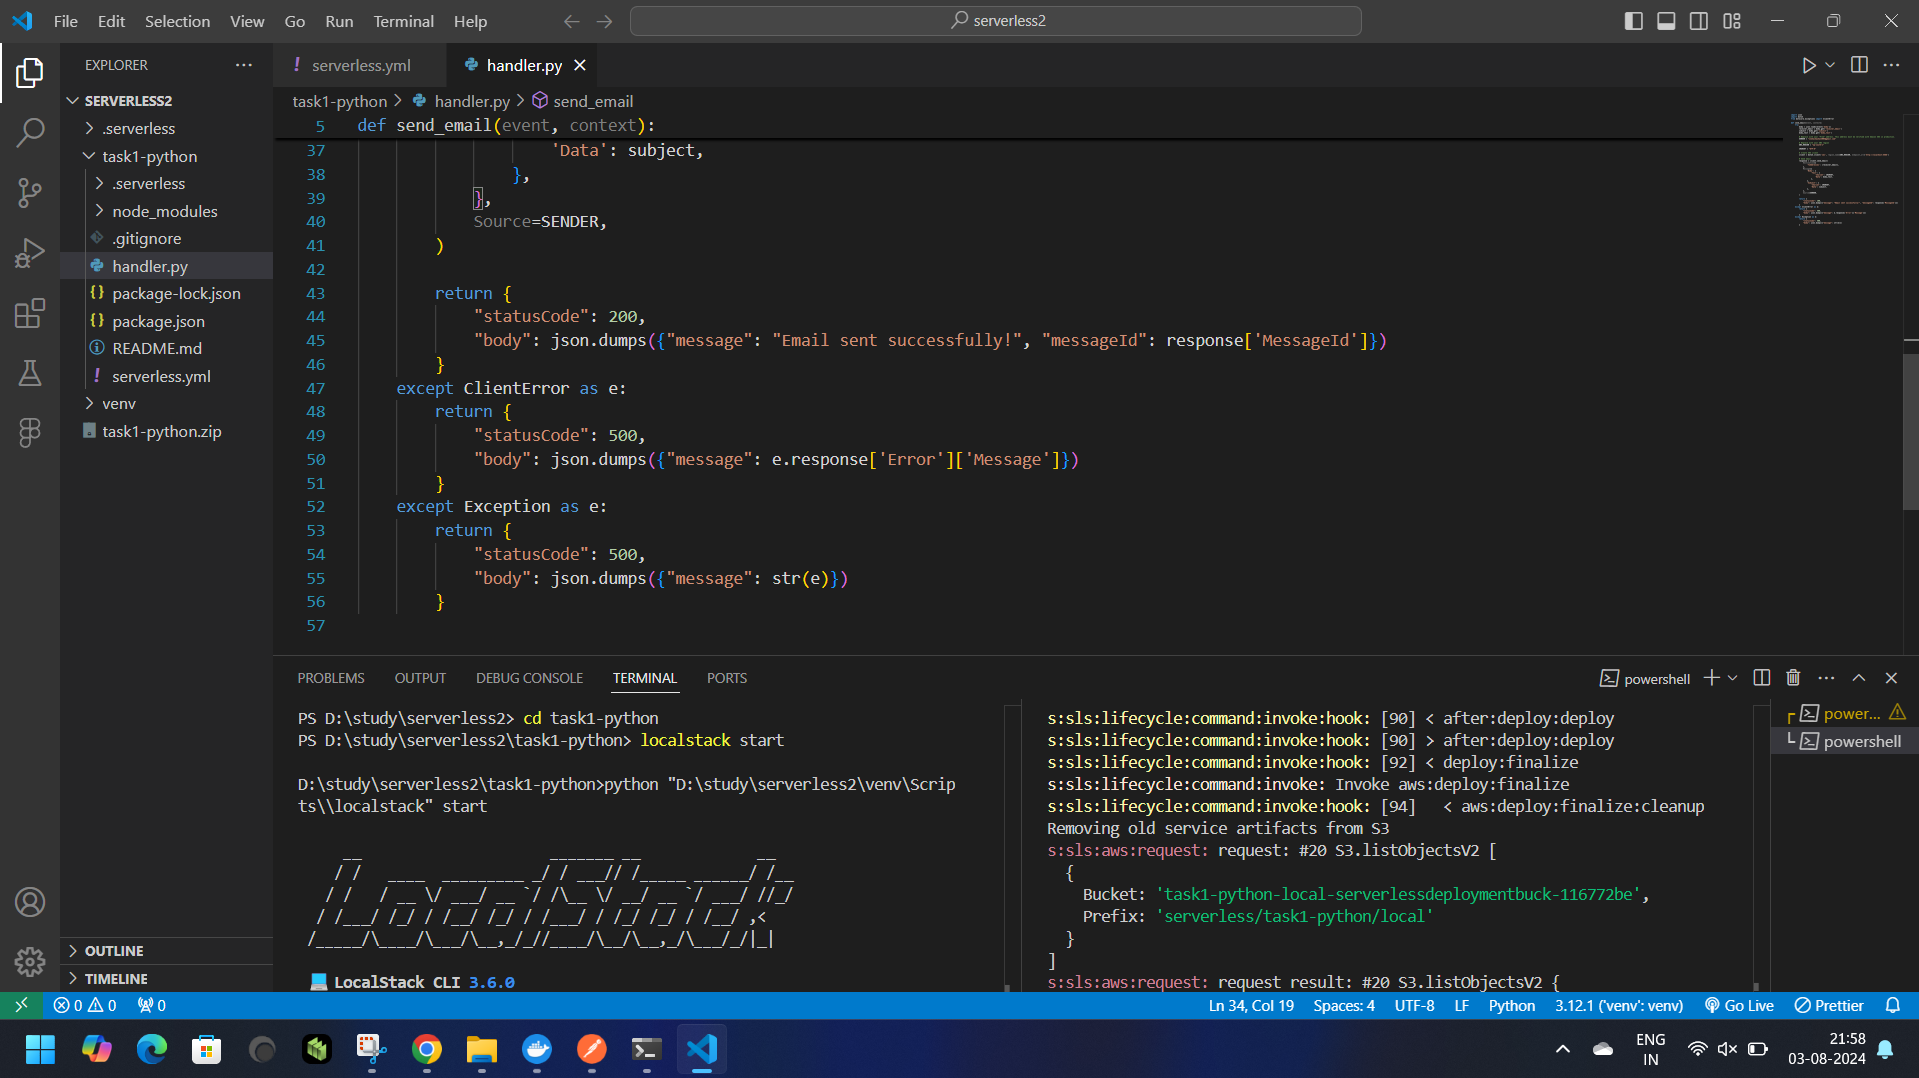 File Edit Selection View Go Run Terminal Help
serverless2
EXPLORER
SERVERLESS2
.serverless
task1-python
.serverless
node_modules
.gitignore
handler.py
package-lock.json
package.json
README.md
serverless.yml
venv
task1-python.zip
OUTLINE
TIMELINE
serverless.yml
handler.py
task1-python > handler.py > send_email
5 def send_email(event, context):
37 'Data': subject,
38 },
39 },
40 Source=SENDER,
41 )
42
43 return {
44 "statusCode": 200,
45 "body": json.dumps({"message": "Email sent successfully!", "messageId": response['MessageId']})
46 }
47 except ClientError as e:
48 return {
49 "statusCode": 500,
50 "body": json.dumps({"message": e.response['Error']['Message']})
51 }
52 except Exception as e:
53 return {
54 "statusCode": 500,
55 "body": json.dumps({"message": str(e)})
56 }
57
PROBLEMS OUTPUT DEBUG CONSOLE TERMINAL PORTS
powershell
PS D:\study\serverless2> cd task1-python
PS D:\study\serverless2\task1-python> localstack start
D:\study\serverless2\task1-python>python "D:\study\serverless2\venv\Scrip
ts\\localstack" start
LocalStack
LocalStack CLI 3.6.0
s:sls:lifecycle:command:invoke:hook: [90] < after:deploy:deploy
s:sls:lifecycle:command:invoke:hook: [90] > after:deploy:deploy
s:sls:lifecycle:command:invoke:hook: [92] < deploy:finalize
s:sls:lifecycle:command:invoke: Invoke aws:deploy:finalize
s:sls:lifecycle:command:invoke:hook: [94] < aws:deploy:finalize:cleanup
Removing old service artifacts from S3
s:sls:aws:request: request: #20 S3.listObjectsV2 [
{
Bucket: 'task1-python-local-serverlessdeploymentbuck-116772be',
Prefix: 'serverless/task1-python/local'
}
]
s:sls:aws:request: request result: #20 S3.listObjectsV2 {
power...
powershell
0 0 0
Ln 34, Col 19 Spaces: 4 UTF-8 LF Python 3.12.1 ('venv': venv) Go Live Prettier
ENG
IN
21:58
03-08-2024